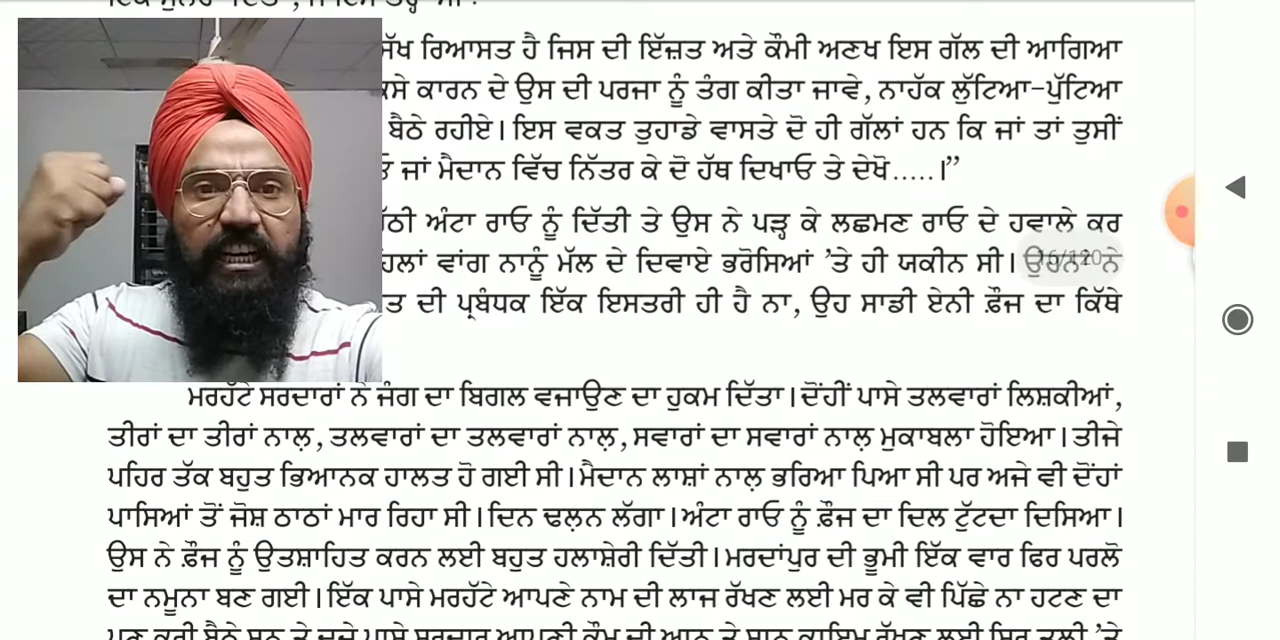 ਸੱਖ ਰਿਆਸਤ ਹੈ ਜਿਸ ਦੀ ਇੱਜ਼ਤ ਅਤੇ ਕੌਮੀ ਅਣਖ ਇਸ ਗੱਲ ਦੀ ਆਗਿਆ
ਕਸੇ ਕਾਰਨ ਦੇ ਉਸ ਦੀ ਪਰਜਾ ਨੂੰ ਤੰਗ ਕੀਤਾ ਜਾਵੇ, ਨਾਹੱਕ ਲੁੱਟਿਆ-ਪੁੱਟਿਆ
ਬੈਠੇ ਰਹੀਏ। ਇਸ ਵਕਤ ਤੁਹਾਡੇ ਵਾਸਤੇ ਦੋ ਹੀ ਗੱਲਾਂ ਹਨ ਕਿ ਜਾਂ ਤਾਂ ਤੁਸੀਂ
ਜਾਂ ਮੈਦਾਨ ਵਿੱਚ ਨਿੱਤਰ ਕੇ ਦੋ ਹੱਥ ਦਿਖਾਓ ਤੇ ਦੇਖੋ.....।”
ੱਠੀ ਅੰਟਾ ਰਾਓ ਨੂੰ ਦਿੱਤੀ ਤੇ ਉਸ ਨੇ ਪੜ੍ਹ ਕੇ ਲਛਮਣ ਰਾਓ ਦੇ ਹਵਾਲੇ ਕਰ
ਹਲਾਂ ਵਾਂਗ ਨਾਨੂੰ ਮੱਲ ਦੇ ਦਿਵਾਏ ਭਰੋਸਿਆਂ ’ਤੇ ਹੀ ਯਕੀਨ ਸੀ। ਨੇ
ਤ ਦੀ ਪ੍ਰਬੰਧਕ ਇੱਕ ਇਸਤਰੀ ਹੀ ਹੈ ਨਾ, ਉਹ ਸਾਡੀ ਏਨੀ ਫ਼ੌਜ ਦਾ ਕਿੱਥੇ
ਮਰਹੱਟੇ ਸਰਦਾਰਾਂ ਨੇ ਜੰਗ ਦਾ ਬਿਗਲ ਵਜਾਉਣ ਦਾ ਹੁਕਮ ਦਿੱਤਾ। ਦੋਂਹੀਂ ਪਾਸੇ ਤਲਵਾਰਾਂ ਲਿਸ਼ਕੀਆਂ,
ਤੀਰਾਂ ਦਾ ਤੀਰਾਂ ਨਾਲ਼, ਤਲਵਾਰਾਂ ਦਾ ਤਲਵਾਰਾਂ ਨਾਲ਼, ਸਵਾਰਾਂ ਦਾ ਸਵਾਰਾਂ ਨਾਲ਼ ਮੁਕਾਬਲਾ ਹੋਇਆ। ਤੀਜੇ
ਪਹਿਰ ਤੱਕ ਬਹੁਤ ਭਿਆਨਕ ਹਾਲਤ ਹੋ ਗਈ ਸੀ। ਮੈਦਾਨ ਲਾਸ਼ਾਂ ਨਾਲ਼ ਭਰਿਆ ਪਿਆ ਸੀ ਪਰ ਅਜੇ ਵੀ ਦੋਂਹਾਂ
ਪਾਸਿਆਂ ਤੋਂ ਜੋਸ਼ ਠਾਠਾਂ ਮਾਰ ਰਿਹਾ ਸੀ। ਦਿਨ ਢਲ਼ਨ ਲੱਗਾ। ਅੰਟਾ ਰਾਓ ਨੂੰ ਫ਼ੌਜ ਦਾ ਦਿਲ ਟੁੱਟਦਾ ਦਿਸਿਆ।
ਉਸ ਨੇ ਫ਼ੌਜ ਨੂੰ ਉਤਸ਼ਾਹਿਤ ਕਰਨ ਲਈ ਬਹੁਤ ਹਲਾਸ਼ੇਰੀ ਦਿੱਤੀ। ਮਰਦਾਂਪੁਰ ਦੀ ਭੂਮੀ ਇੱਕ ਵਾਰ ਫਿਰ ਪਰਲੋ
ਦਾ ਨਮੂਨਾ ਬਣ ਗਈ। ਇੱਕ ਪਾਸੇ ਮਰਹੱਟੇ ਆਪਣੇ ਨਾਮ ਦੀ ਲਾਜ ਰੱਖਣ ਲਈ ਮਰ ਕੇ ਵੀ ਪਿੱਛੇ ਨਾ ਹਟਣ ਦਾ